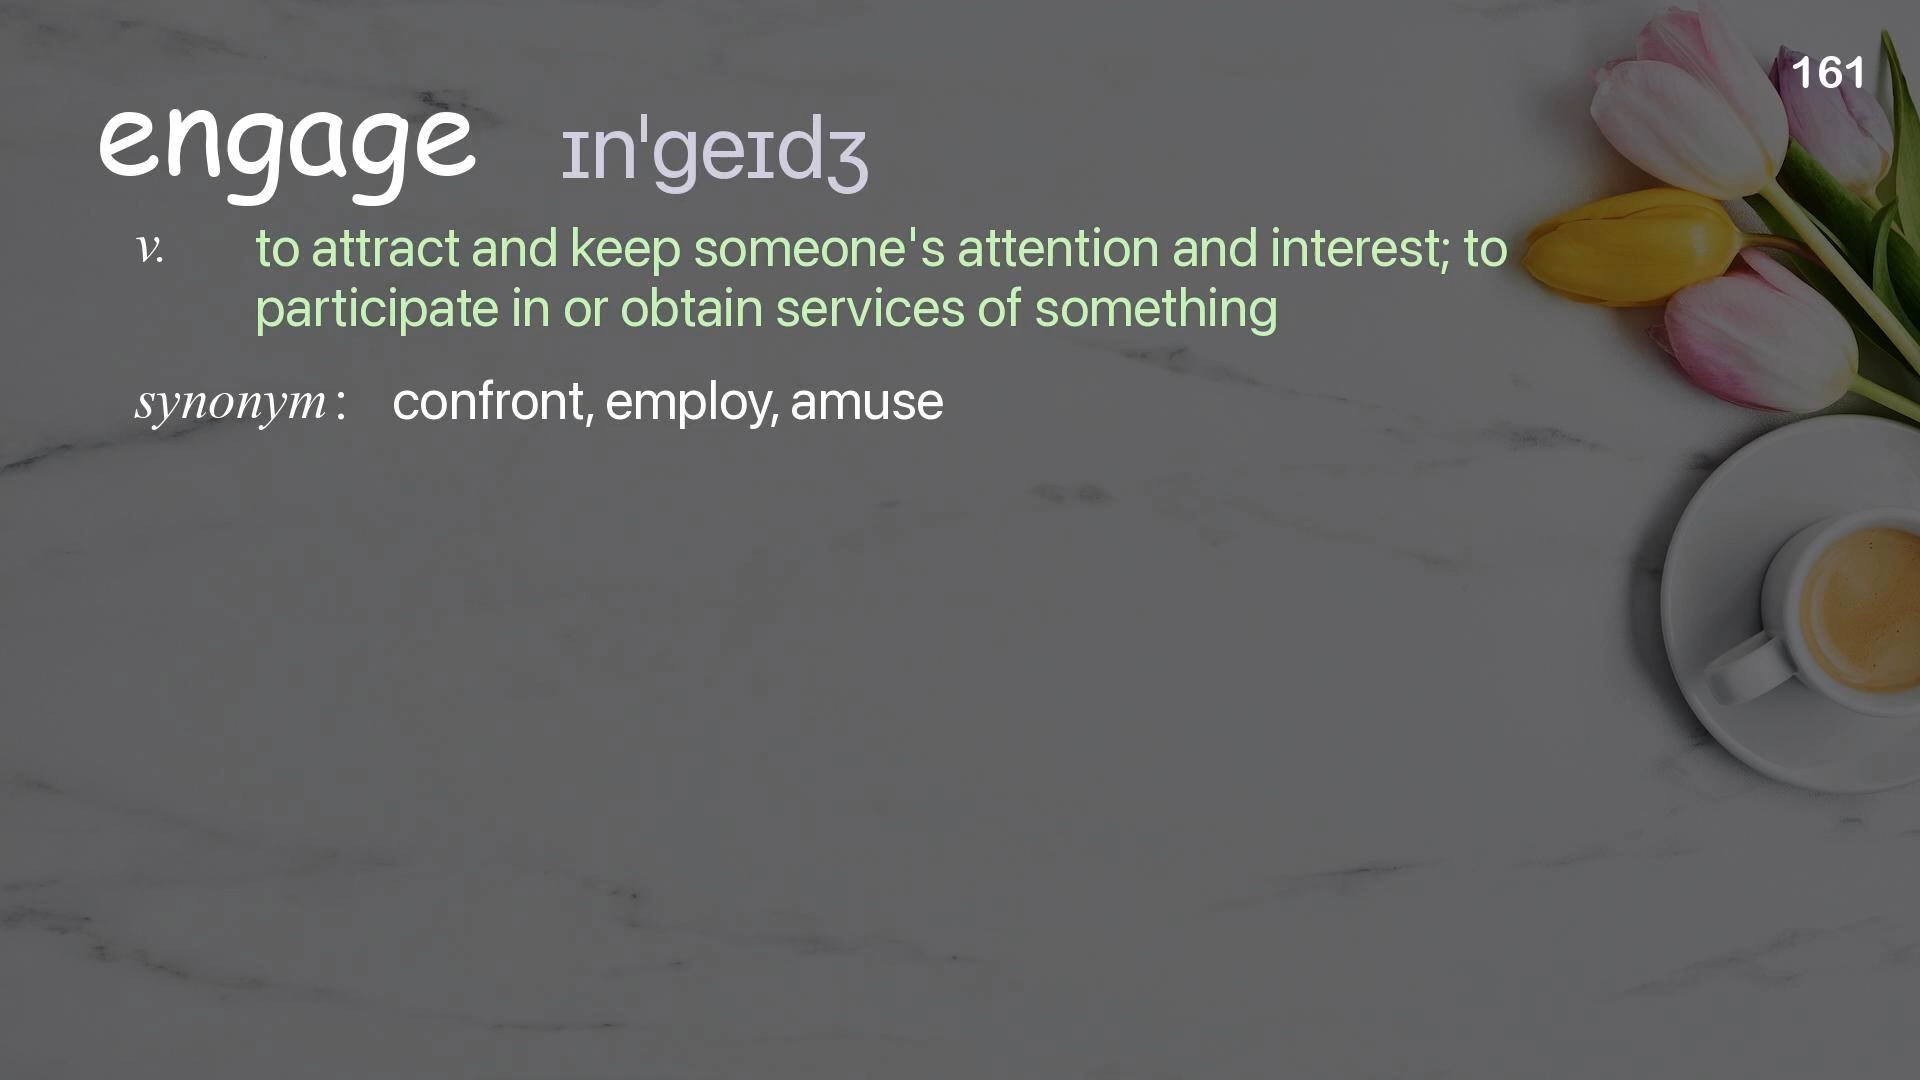 161
engage ɪnˈɡeɪdʒ
v. to attract and keep someone's attention and interest; to
participate in or obtain services of something
synonym: confront, employ, amuse